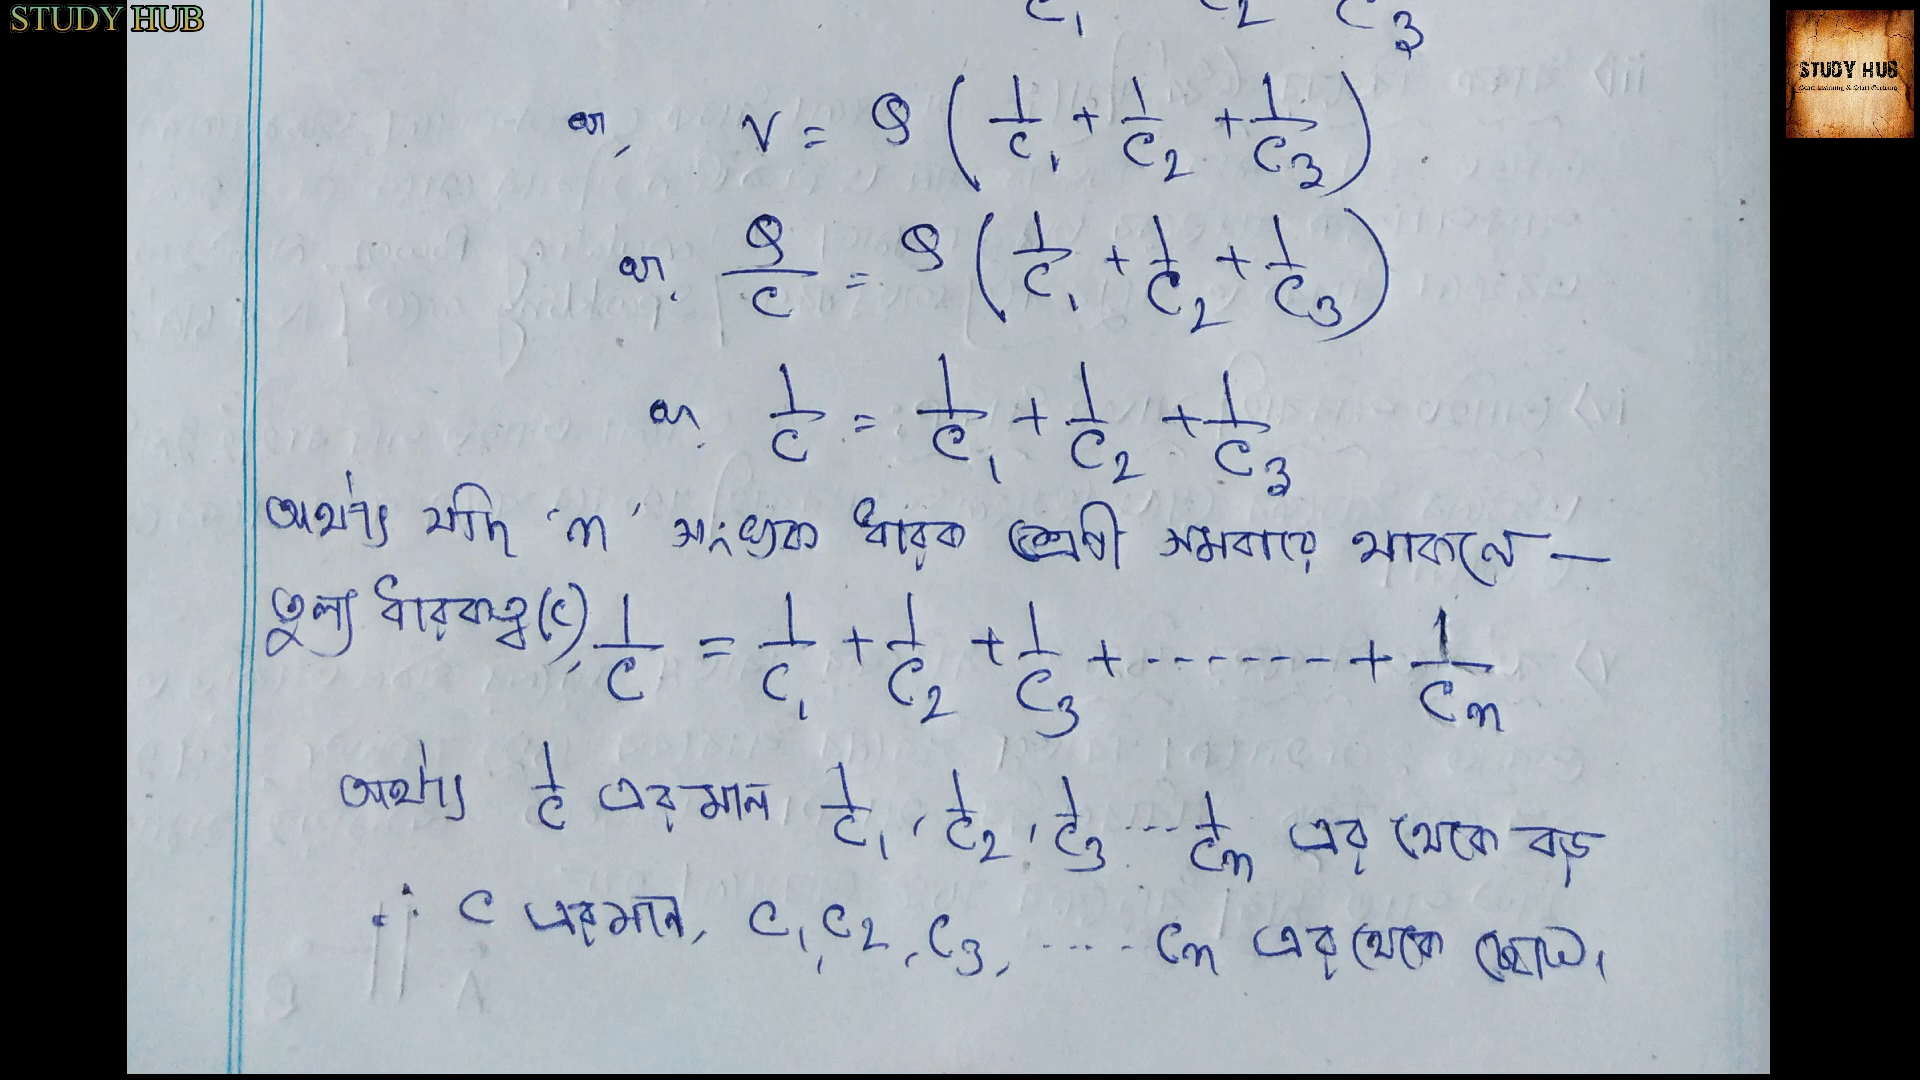 STUDY HUB
C₁ C₂ C₃
বা, V = Q (1/C₁ + 1/C₂ + 1/C₃)
বা, Q/C = Q (1/C₁ + 1/C₂ + 1/C₃)
বা, 1/C = 1/C₁ + 1/C₂ + 1/C₃
অর্থাৎ যদি 'n' সংখ্যক ধারক শ্রেণী সমবায়ে থাকলে —
তুল্য ধারকত্ব (C), 1/C = 1/C₁ + 1/C₂ + 1/C₃ + ------- + 1/Cn
অর্থাৎ 1/C এর মান 1/C₁, 1/C₂, 1/C₃ --- 1/Cn এর থেকে বড়
∴ C এর মান, C₁, C₂, C₃, ---- Cn এর থেকে ছোট।
STUDY HUB